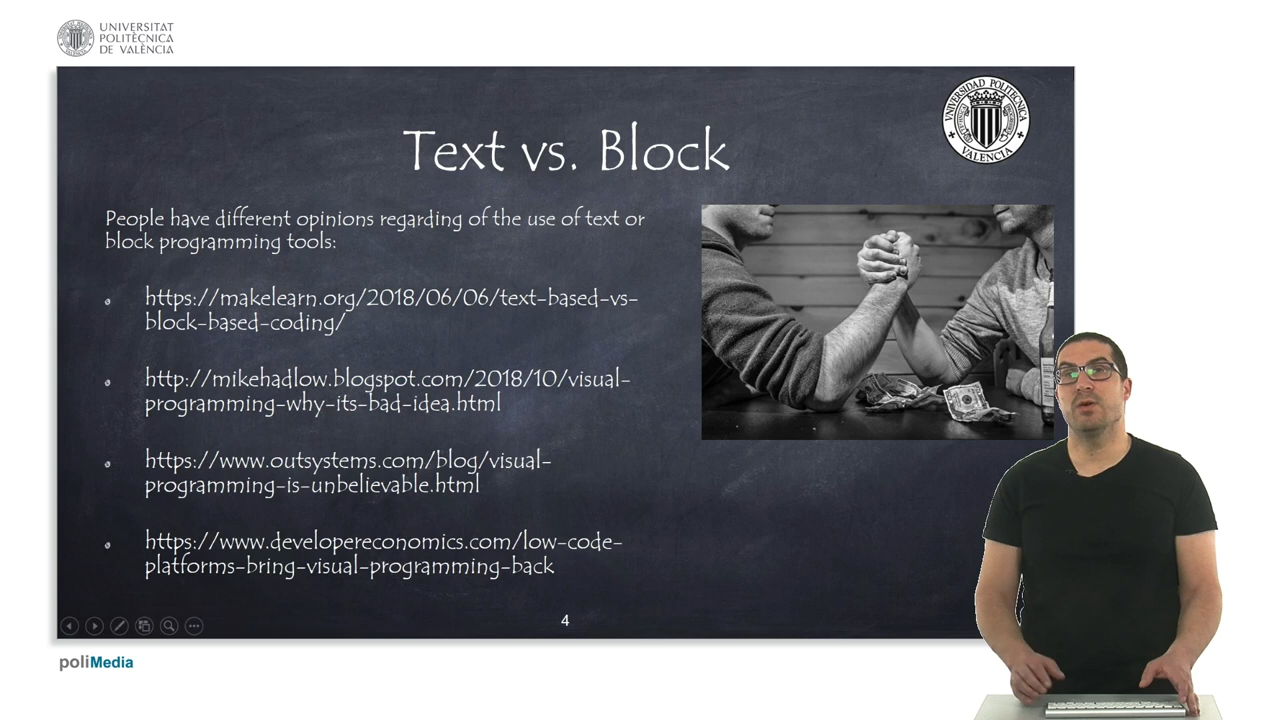 UNIVERSITAT
POLITÈCNICA
DE VALÈNCIA
UNIVERSIDAD POLITECNICA
VALENCIA
Text vs. Block
People have different opinions regarding of the use of text or
block programming tools:
https://makelearn.org/2018/06/06/text-based-vs-
block-based-coding/
http://mikehadlow.blogspot.com/2018/10/visual-
programming-why-its-bad-idea.html
https://www.outsystems.com/blog/visual-
programming-is-unbelievable.html
https://www.developereconomics.com/low-code-
platforms-bring-visual-programming-back
4
poliMedia